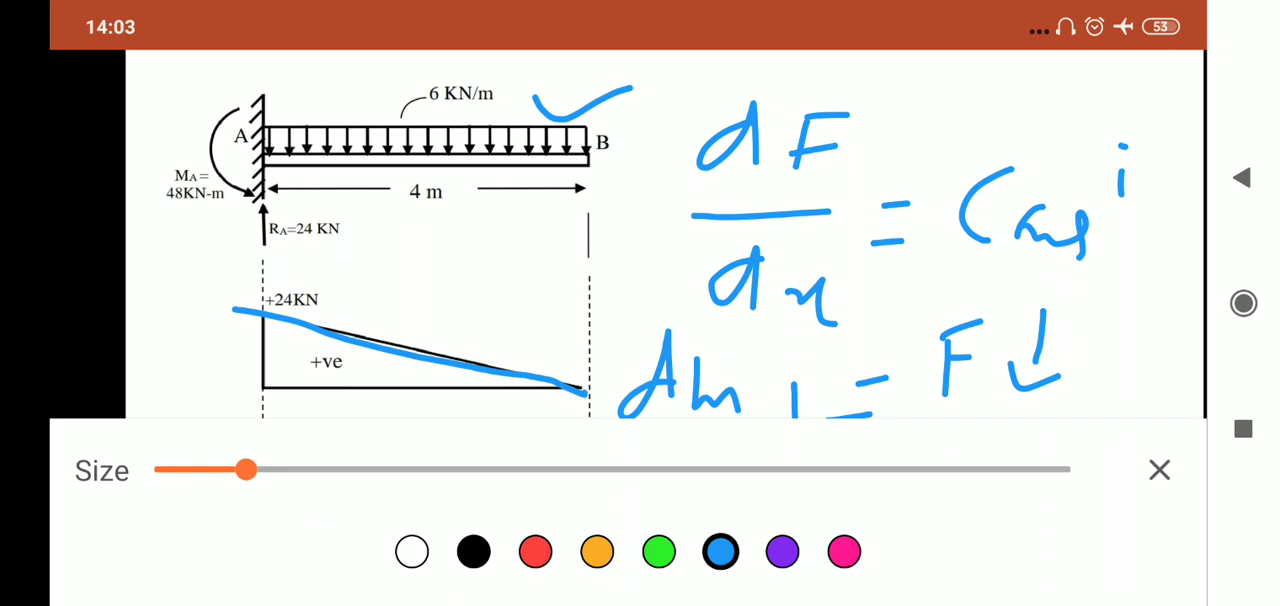 14:03
53
6 KN/m
A
B
MA=
48KN-m
4 m
RA=24 KN
+24KN
+ve
dF
dx
=
i
=
F ↓
Size